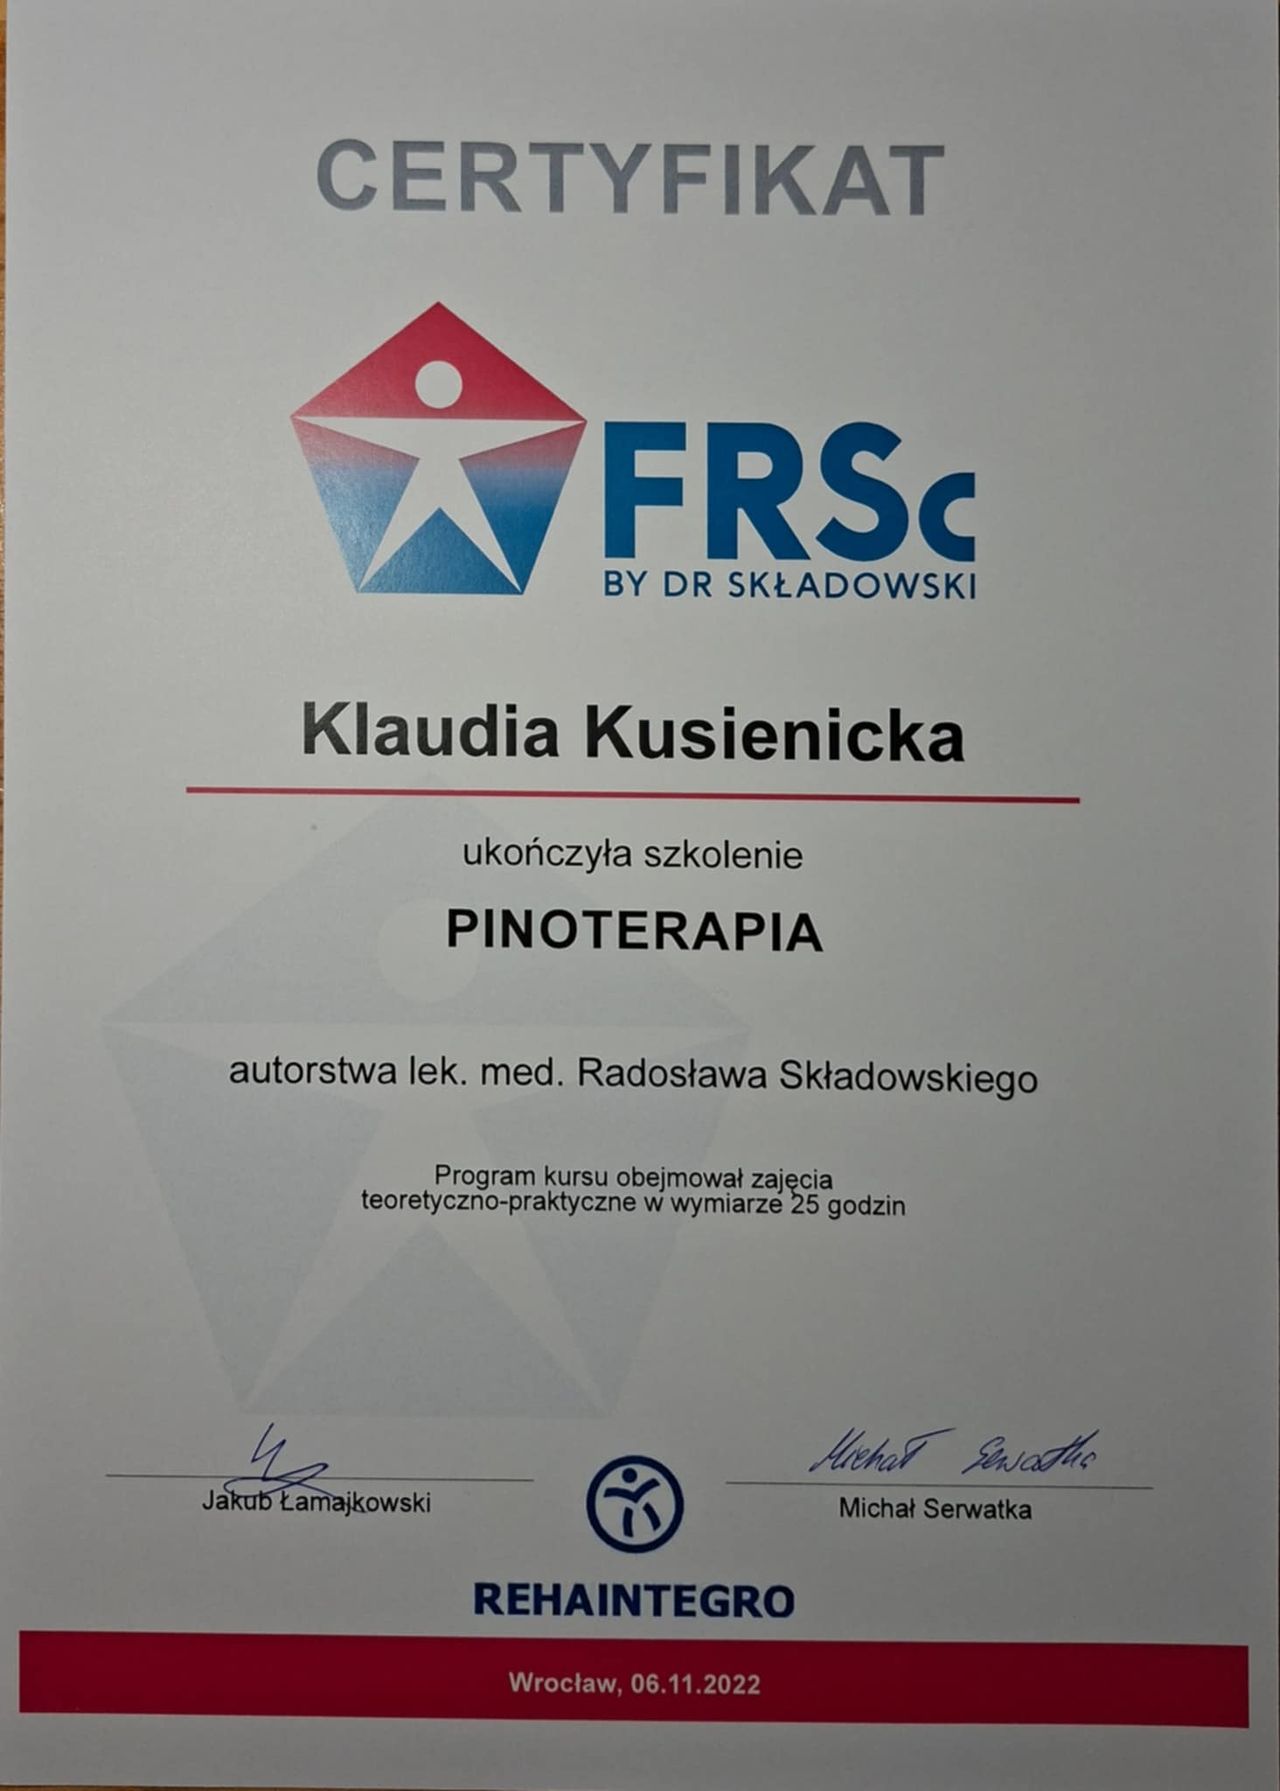 CERTYFIKAT
FRSc
BY DR SKŁADOWSKI
Klaudia Kusienicka
ukończyła szkolenie
PINOTERAPIA
autorstwa lek. med. Radosława Składowskiego
Program kursu obejmował zajęcia
teoretyczno-praktyczne w wymiarze 25 godzin
Michał Serwatka
Jakub Łamajkowski
Michał Serwatka
REHAINTEGRO
Wrocław, 06.11.2022